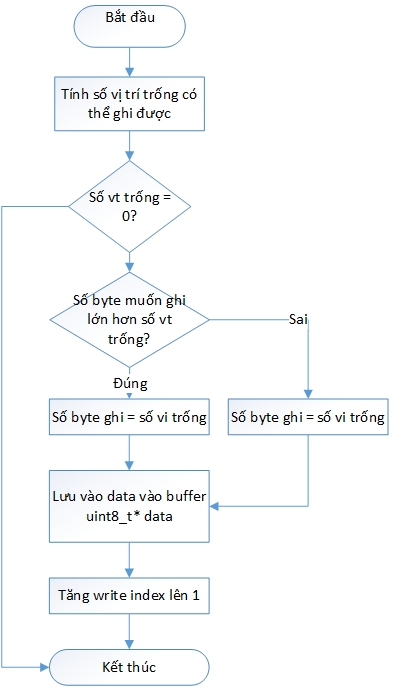 Bắt đầu
Tính số vị trí trống có
thể ghi được
Số vt trống =
0?
Số byte muốn ghi
lớn hơn số vt
trống?
Sai
Đúng
Số byte ghi = số vi trống
Số byte ghi = số vi trống
Lưu vào data vào buffer
uint8_t* data
Tăng write index lên 1
Kết thúc